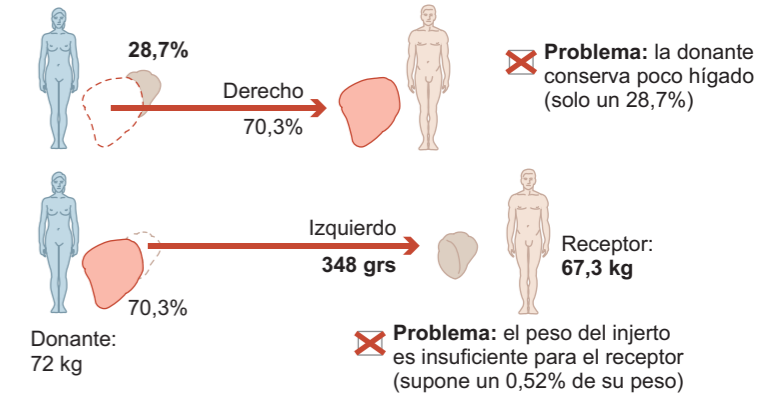 28,7%
Derecho
70,3%
Problema: la donante
conserva poco hígado
(solo un 28,7%)
Izquierdo
348 grs
70,3%
Receptor:
67,3 kg
Donante:
72 kg
Problema: el peso del injerto
es insuficiente para el receptor
(supone un 0,52% de su peso)